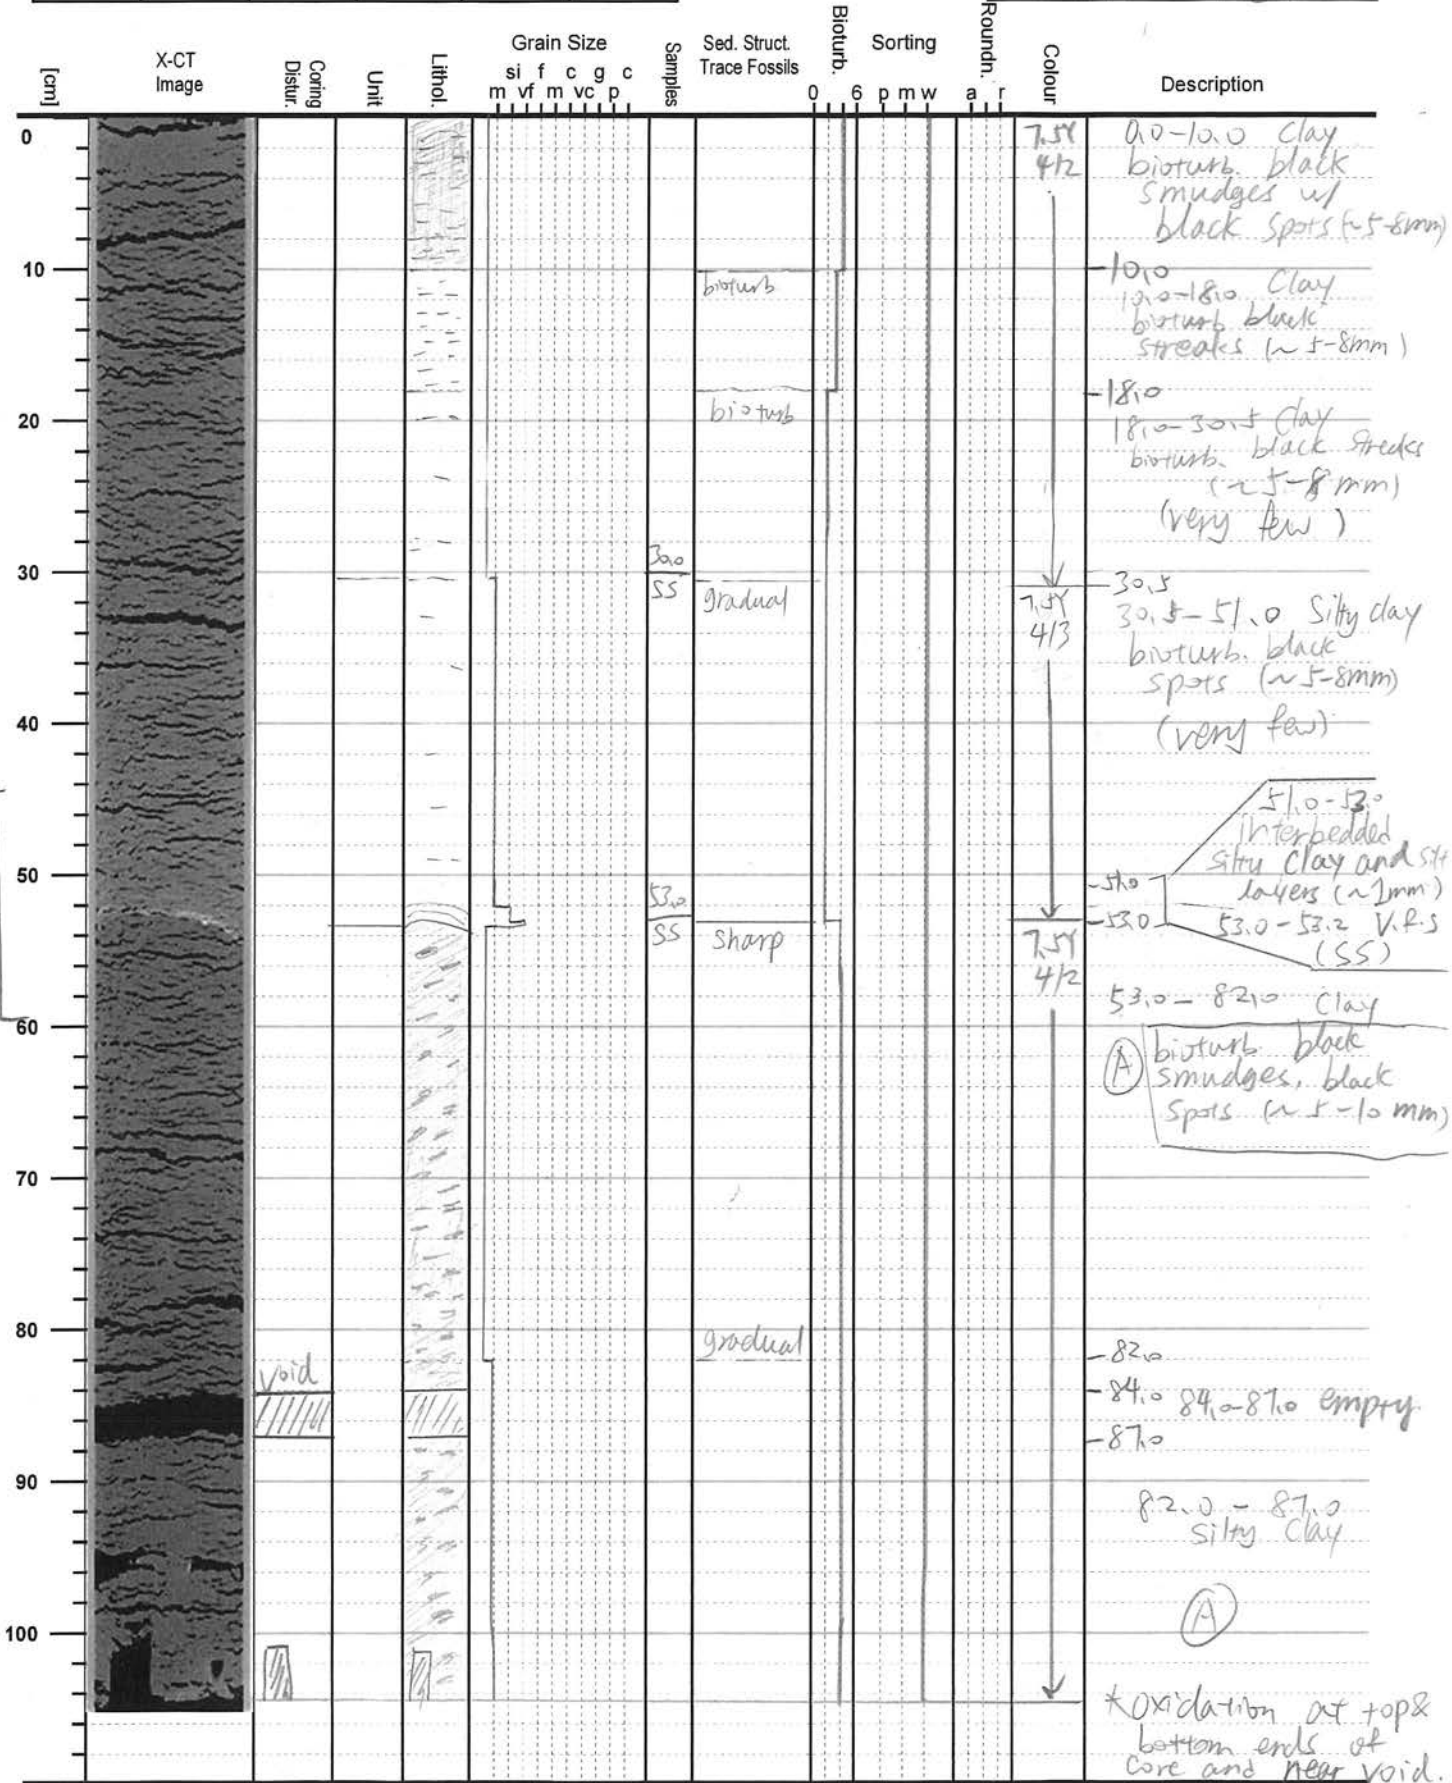 [cm]
X-CT
Image
Coring
Distur.
Unit
Lithol.
Grain Size
si f c g c
m vf m vc p
Samples
Sed. Struct.
Trace Fossils
Bioturb.
0 6
Sorting
p m w
Roundn.
a r
Colour
Description
0
10
20
30
40
50
60
70
80
90
100
void
30.0
SS
53.0
SS
bioturb
bioturb
gradual
sharp
gradual
7.5Y
4/2
7.5Y
4/3
7.5Y
4/2
0.0-10.0 Clay
bioturb. black
smudges w/
black spots (~5-8mm)
10.0
10.0-18.0 Clay
bioturb black
streaks (~5-8mm)
18.0
18.0-30.5 Clay
bioturb. black streaks
(~5-8mm)
(very few)
30.5
30.5-51.0 Silty clay
bioturb. black
spots (~5-8mm)
(very few)
51.0-53.0
interbedded
silty clay and silt
layers (~1mm)
51.0
53.0
53.0-53.2 V.f.s
(SS)
53.0-82.0 Clay
A
bioturb black
smudges, black
spots (~5-10 mm)
82.0
84.0 84.0-87.0 empty.
87.0
82.0-87.0
Silty Clay
A
*Oxidation at top&
bottom ends of
core and near void.